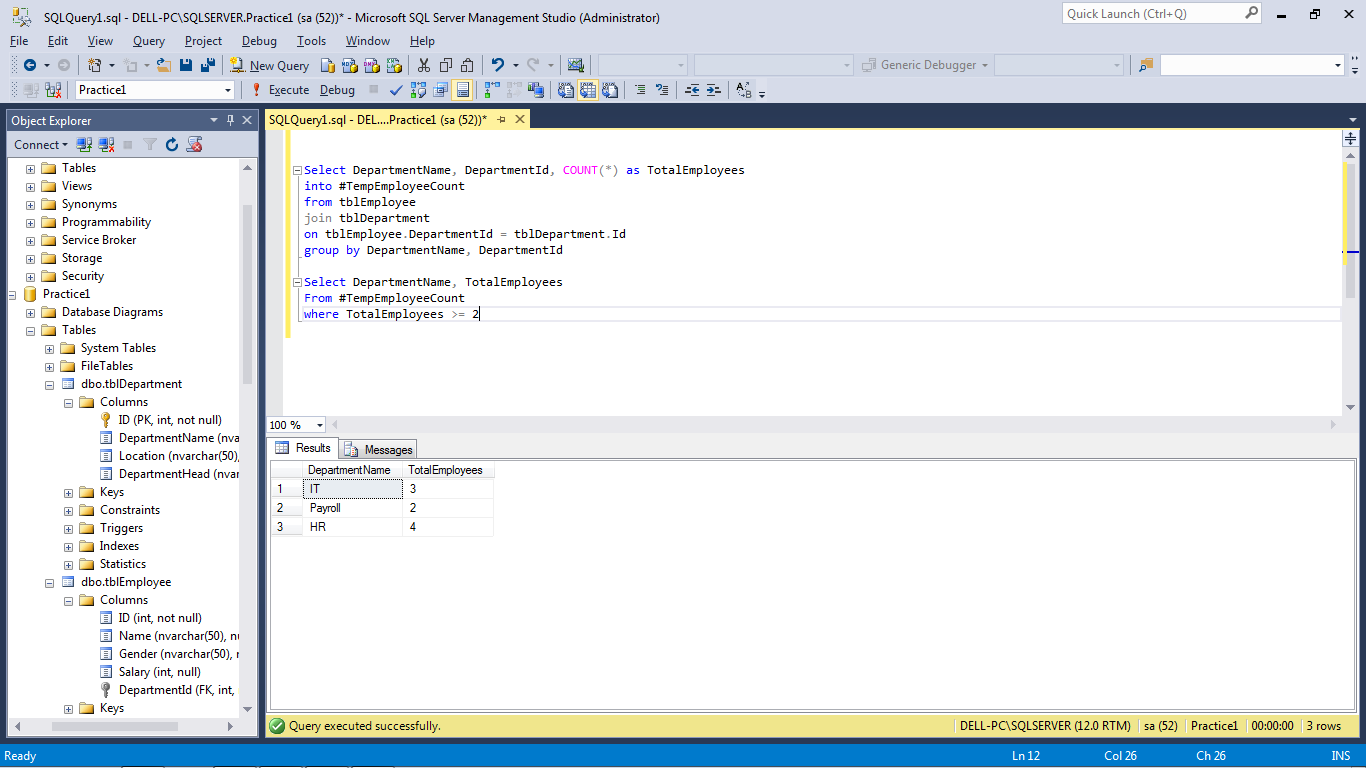 SQLQuery1.sql - DELL-PC\SQLSERVER.Practice1 (sa (52))* - Microsoft SQL Server Management Studio (Administrator)
Quick Launch (Ctrl+Q)
File Edit View Query Project Debug Tools Window Help
New Query
Generic Debugger
Practice1
Execute Debug
Object Explorer
Connect
Tables
Views
Synonyms
Programmability
Service Broker
Storage
Security
Practice1
Database Diagrams
Tables
System Tables
FileTables
dbo.tblDepartment
Columns
ID (PK, int, not null)
DepartmentName (nva
Location (nvarchar(50),
DepartmentHead (nvar
Keys
Constraints
Triggers
Indexes
Statistics
dbo.tblEmployee
Columns
ID (int, not null)
Name (nvarchar(50), nu
Gender (nvarchar(50), n
Salary (int, null)
DepartmentId (FK, int,
Keys
SQLQuery1.sql - DEL....Practice1 (sa (52))*
Select DepartmentName, DepartmentId, COUNT(*) as TotalEmployees
into #TempEmployeeCount
from tblEmployee
join tblDepartment
on tblEmployee.DepartmentId = tblDepartment.Id
group by DepartmentName, DepartmentId
Select DepartmentName, TotalEmployees
From #TempEmployeeCount
where TotalEmployees >= 2
100 %
Results Messages
DepartmentName TotalEmployees
1 IT 3
2 Payroll 2
3 HR 4
Query executed successfully.
DELL-PC\SQLSERVER (12.0 RTM) sa (52) Practice1 00:00:00 3 rows
Ready Ln 12 Col 26 Ch 26 INS